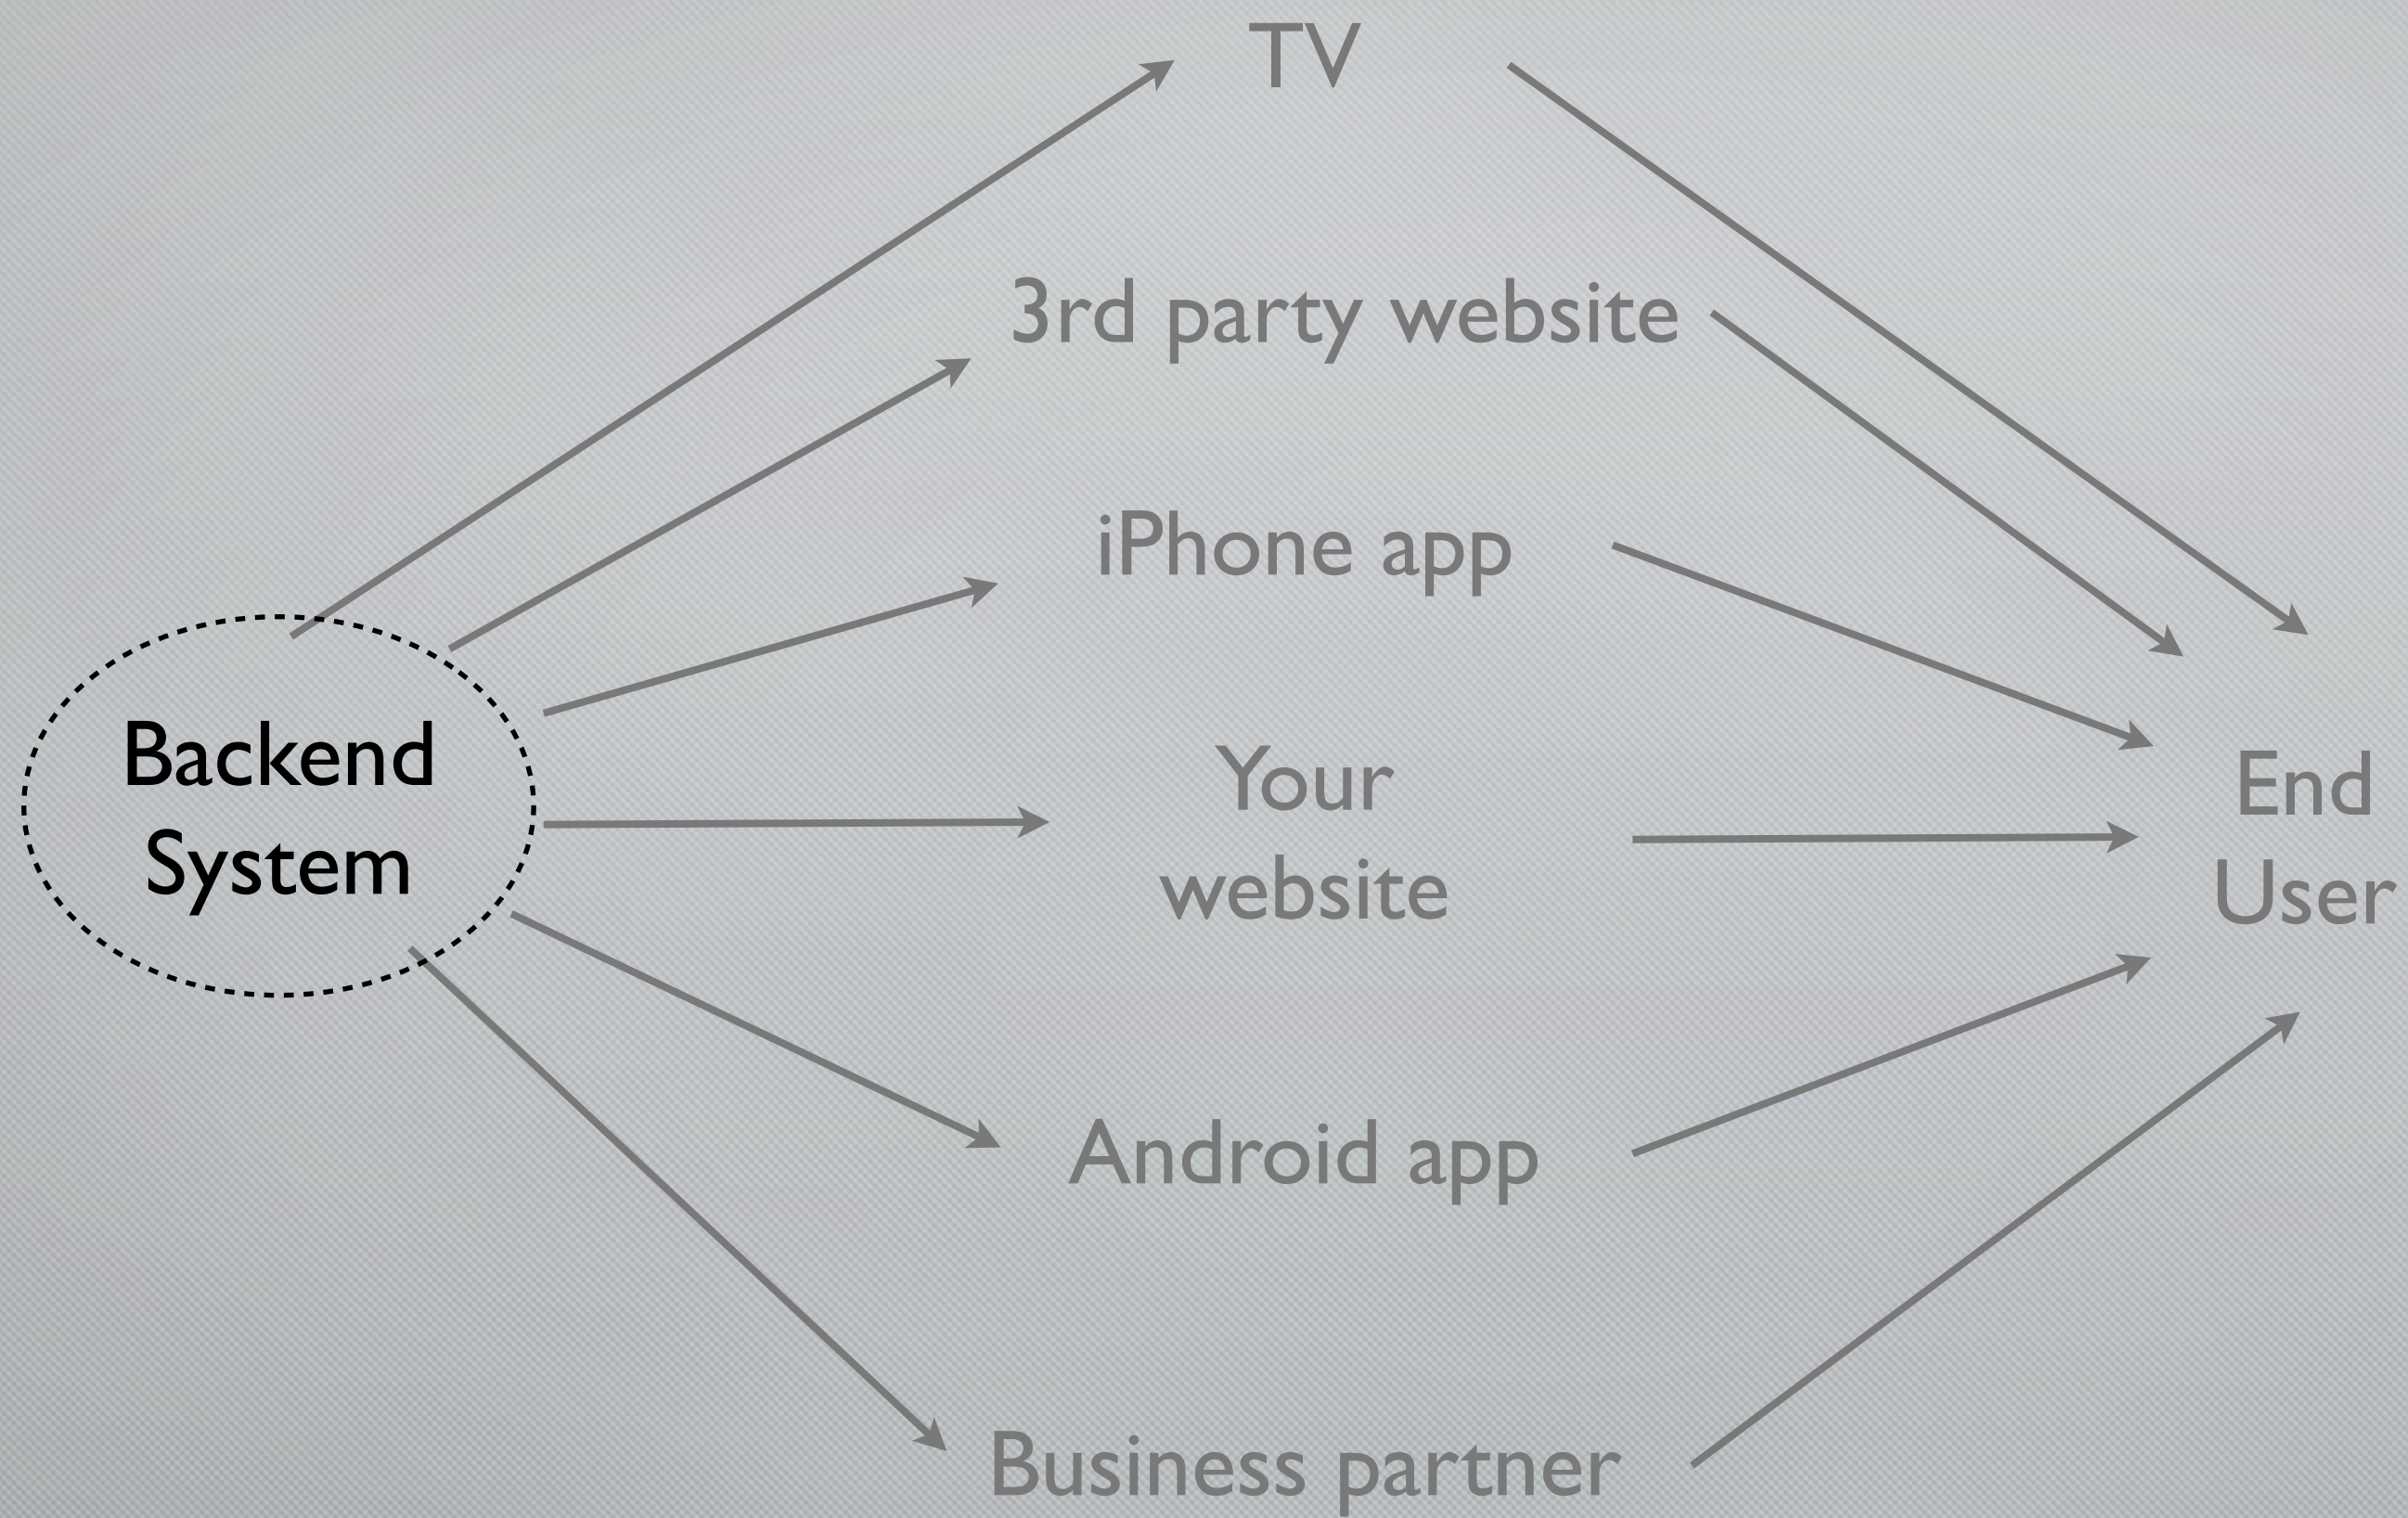 TV
3rd party website
iPhone app
Backend
System
Your
website
End
User
Android app
Business partner